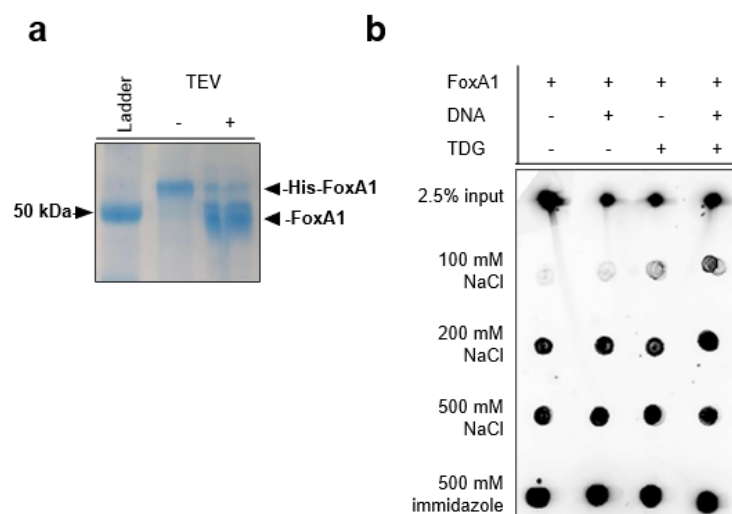 a
TEV
Ladder
- +
50 kDa
-His-FoxA1
-FoxA1
b
FoxA1 + + + +
DNA - + - +
TDG - - + +
2.5% input
100 mM
NaCl
200 mM
NaCl
500 mM
NaCl
500 mM
immidazole